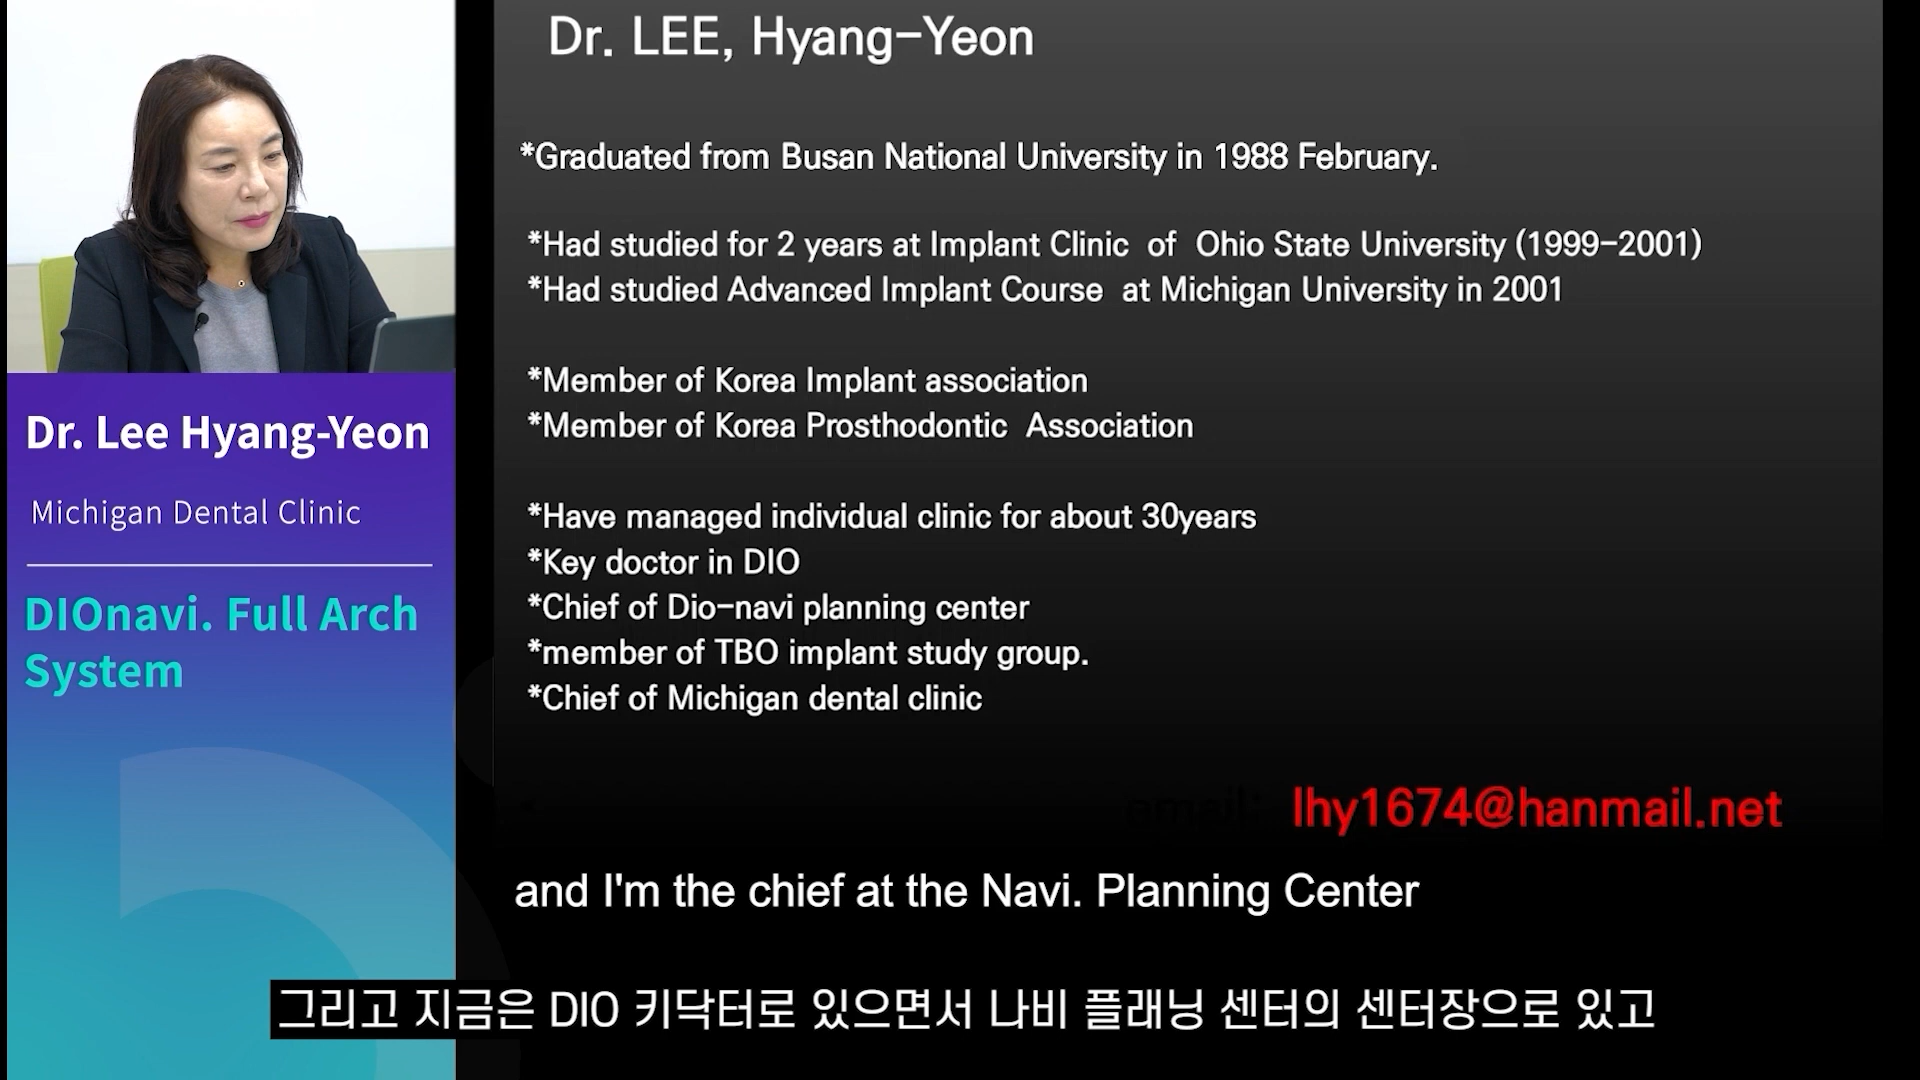 Dr. LEE, Hyang-Yeon
*Graduated from Busan National University in 1988 February.
*Had studied for 2 years at Implant Clinic of Ohio State University (1999-2001)
*Had studied Advanced Implant Course at Michigan University in 2001
*Member of Korea Implant association
*Member of Korea Prosthodontic Association
*Have managed individual clinic for about 30years
*Key doctor in DIO
*Chief of Dio-navi planning center
*member of TBO implant study group.
*Chief of Michigan dental clinic
email: lhy1674@hanmail.net
Dr. Lee Hyang-Yeon
Michigan Dental Clinic
DIOnavi. Full Arch
System
and I'm the chief at the Navi. Planning Center
그리고 지금은 DIO 키닥터로 있으면서 나비 플래닝 센터의 센터장으로 있고